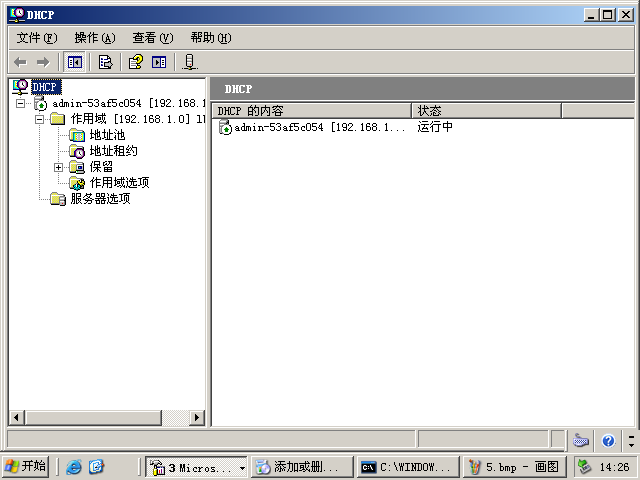 DHCP
文件(F) 操作(A) 查看(V) 帮助(H)
DHCP
DHCP
DHCP 的内容 状态
admin-53af5c054 [192.168.1
admin-53af5c054 [192.168.1... 运行中
作用域 [192.168.1.0]
地址池
地址租约
保留
作用域选项
服务器选项
开始 3 Micros... 添加或删... C:\WINDOW... 5.bmp - 画图 14:26